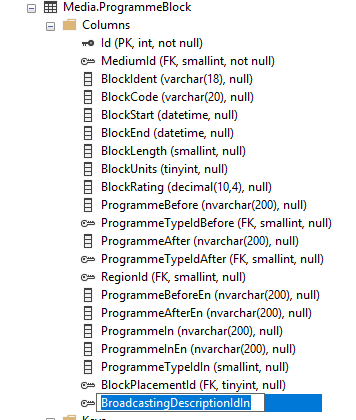 Media.ProgrammeBlock
Columns
Id (PK, int, not null)
MediumId (FK, smallint, not null)
BlockIdent (varchar(18), null)
BlockCode (varchar(20), null)
BlockStart (datetime, null)
BlockEnd (datetime, null)
BlockLength (smallint, null)
BlockUnits (tinyint, null)
BlockRating (decimal(10,4), null)
ProgrammeBefore (nvarchar(200), null)
ProgrammeTypeIdBefore (FK, smallint, null)
ProgrammeAfter (nvarchar(200), null)
ProgrammeTypeIdAfter (FK, smallint, null)
RegionId (FK, smallint, null)
ProgrammeBeforeEn (nvarchar(200), null)
ProgrammeAfterEn (nvarchar(200), null)
ProgrammeIn (nvarchar(200), null)
ProgrammeInEn (nvarchar(200), null)
ProgrammeTypeIdIn (smallint, null)
BlockPlacementId (FK, tinyint, null)
BroadcastingDescriptionIdIn